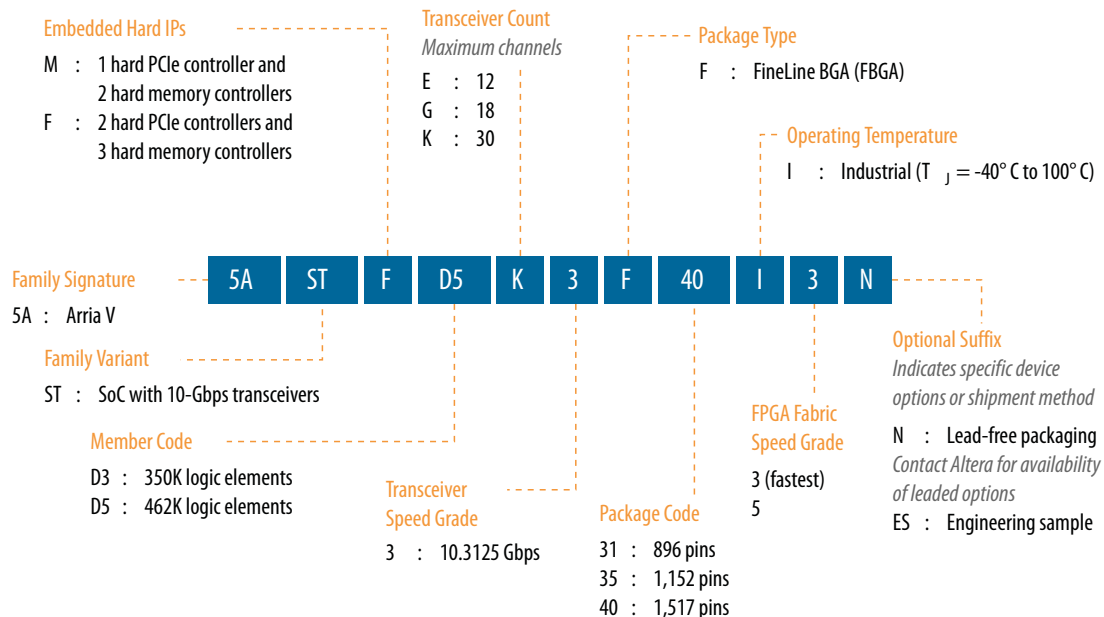 Embedded Hard IPs
M : 1 hard PCIe controller and
2 hard memory controllers
F : 2 hard PCIe controllers and
3 hard memory controllers
Transceiver Count
Maximum channels
E : 12
G : 18
K : 30
Package Type
F : FineLine BGA (FBGA)
Operating Temperature
I : Industrial (T J = -40° C to 100° C)
5A ST F D5 K 3 F 40 I 3 N
Family Signature
5A : Arria V
Family Variant
ST : SoC with 10-Gbps transceivers
Member Code
D3 : 350K logic elements
D5 : 462K logic elements
Transceiver
Speed Grade
3 : 10.3125 Gbps
Package Code
31 : 896 pins
35 : 1,152 pins
40 : 1,517 pins
FPGA Fabric
Speed Grade
3 (fastest)
5
Optional Suffix
Indicates specific device
options or shipment method
N : Lead-free packaging
Contact Altera for availability
of leaded options
ES : Engineering sample